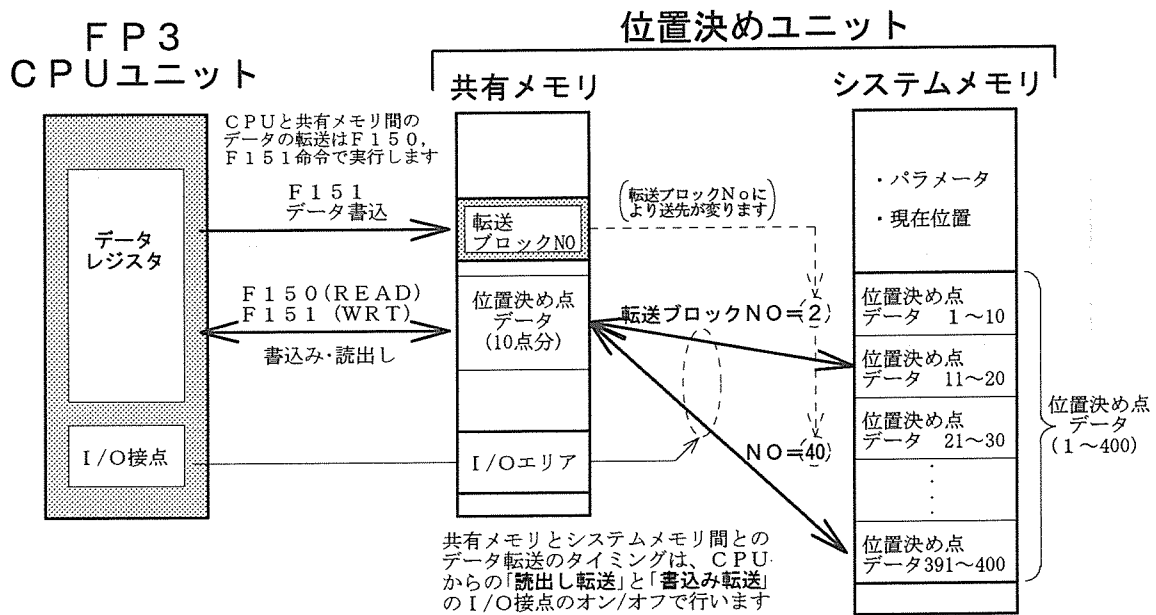 FP3
CPUユニット
位置決めユニット
共有メモリ
システムメモリ
CPUと共有メモリ間の
データの転送はF150,
F151命令で実行します
F151
データ書込
データ
レジスタ
F150(READ)
F151 (WRT)
書込み・読出し
I/O接点
転送
ブロックNO
位置決め点
データ
(10点分)
I/Oエリア
(転送ブロックNoに
より送先が変ります)
転送ブロックNO=2
NO=40
・パラメータ
・現在位置
位置決め点
データ 1～10
位置決め点
データ 11～20
位置決め点
データ 21～30
・
・
・
・
位置決め点
データ391～400
位置決め点
データ
(1～400)
共有メモリとシステムメモリ間との
データ転送のタイミングは、CPU
からの「読出し転送」と「書込み転送」
のI/O接点のオン/オフで行います